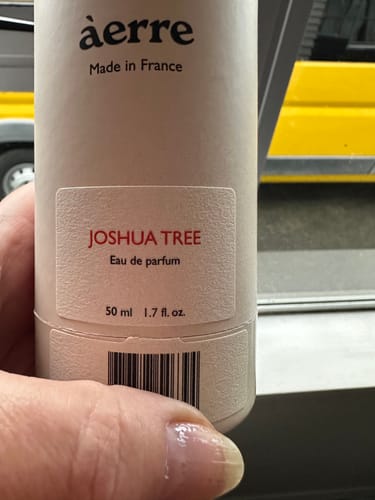 àerre
Made in France
JOSHUA TREE
Eau de parfum
50 ml 1.7 fl. oz.